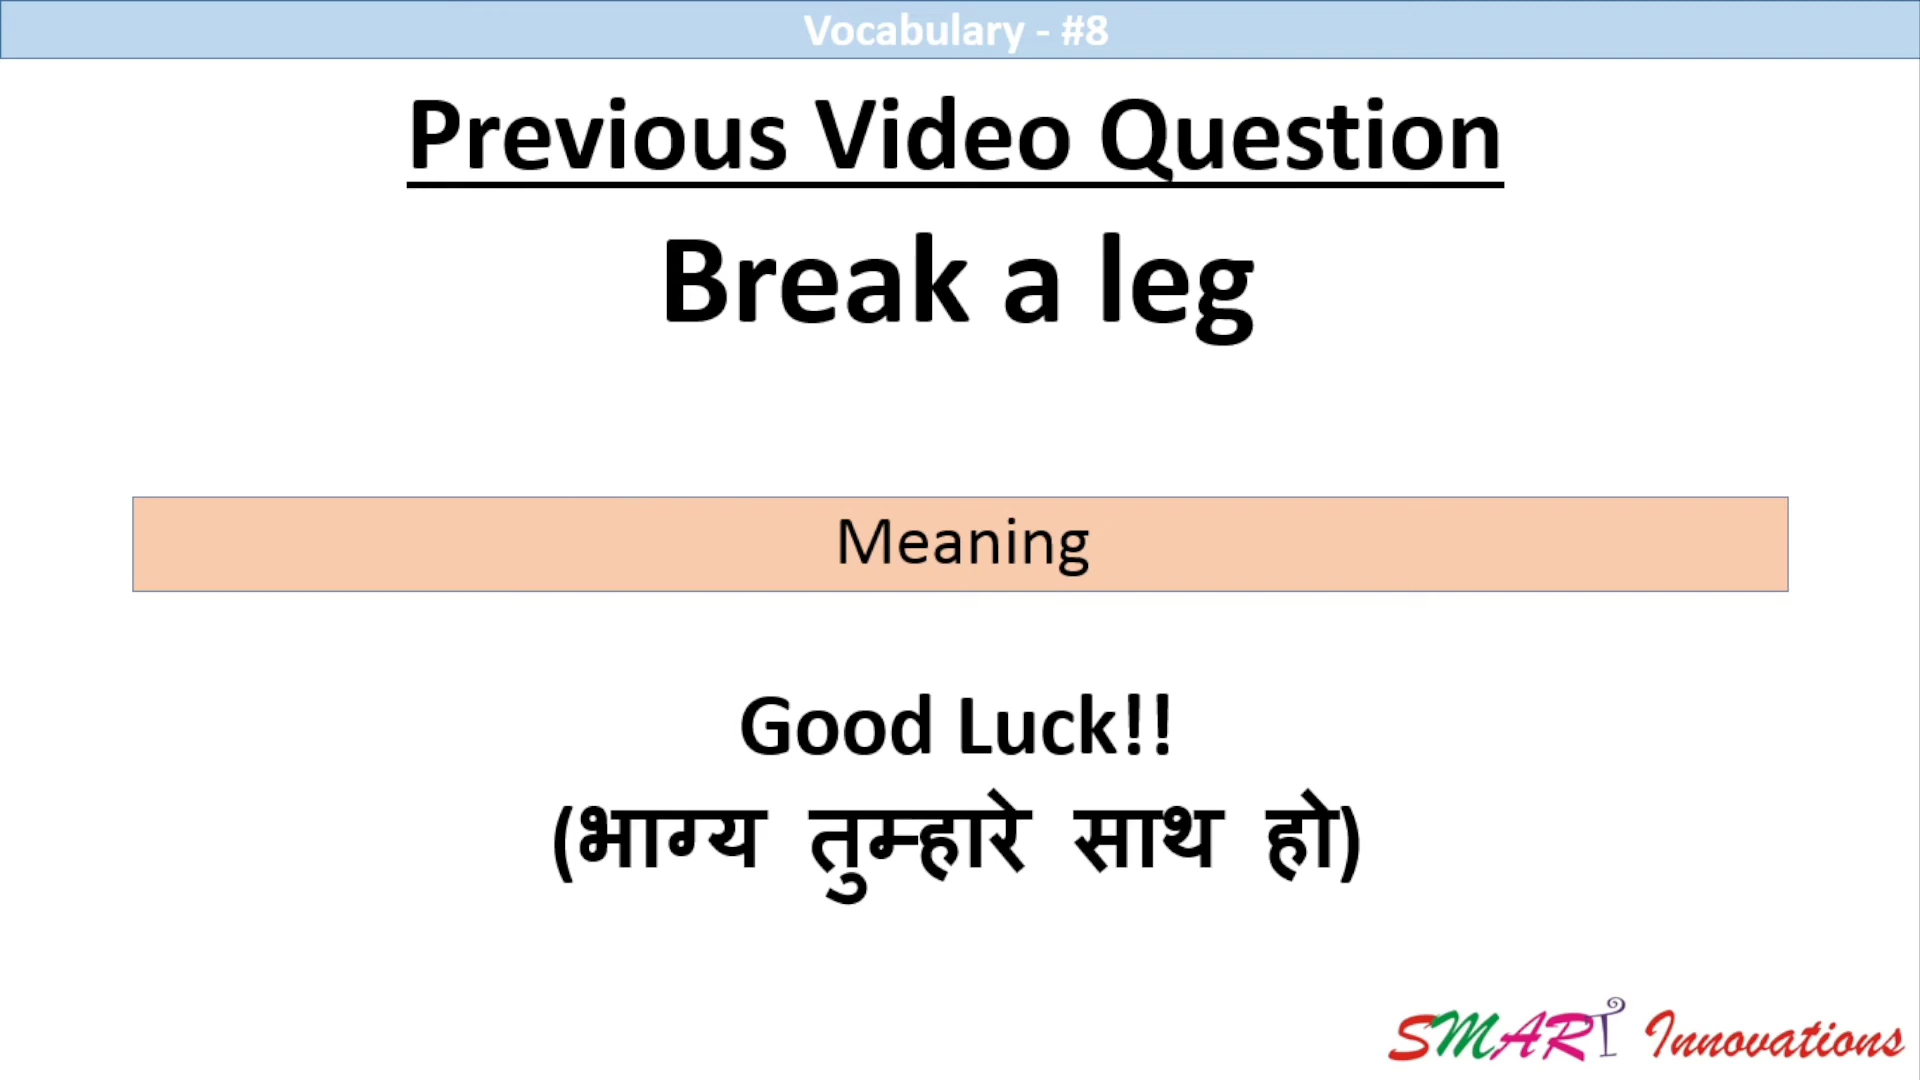 Vocabulary - #8
Previous Video Question
Break a leg
Meaning
Good Luck!!
(भाग्य तुम्हारे साथ हो)
SMART Innovations